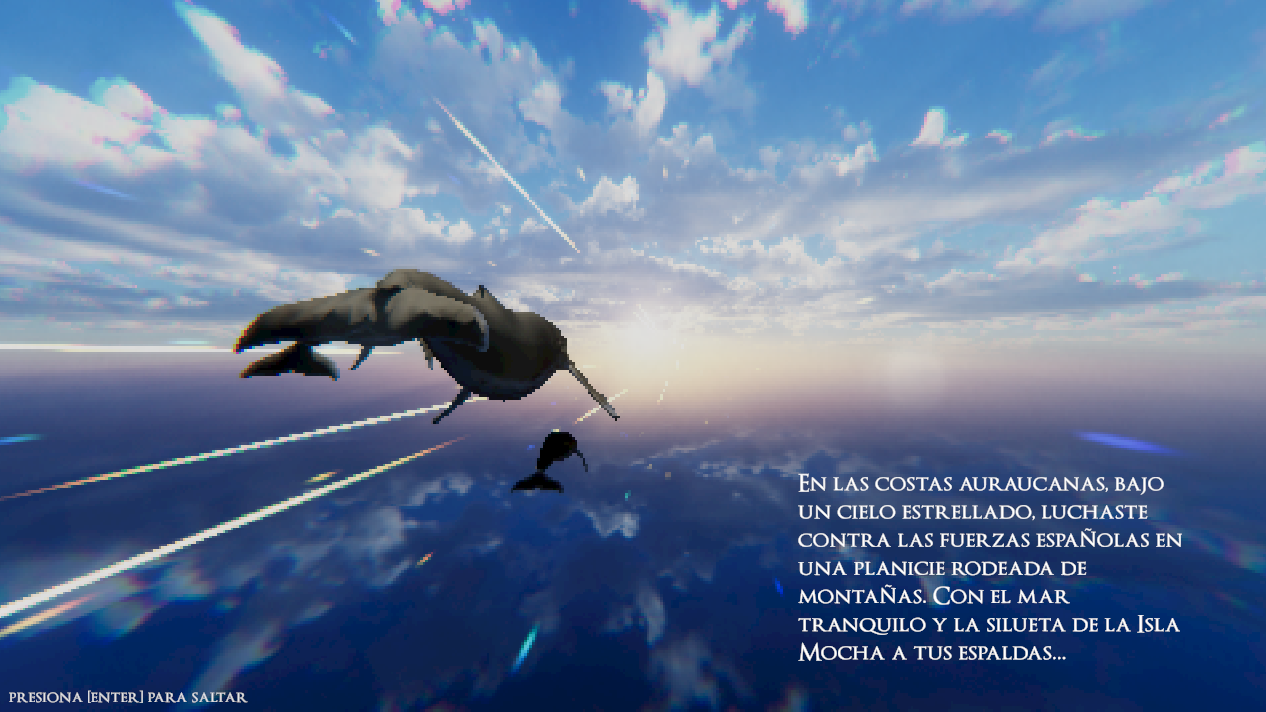 En las costas auraucanas, bajo
un cielo estrellado, luchaste
contra las fuerzas españolas en
una planicie rodeada de
montañas. Con el mar
tranquilo y la silueta de la Isla
Mocha a tus espaldas...
presiona [enter] para saltar